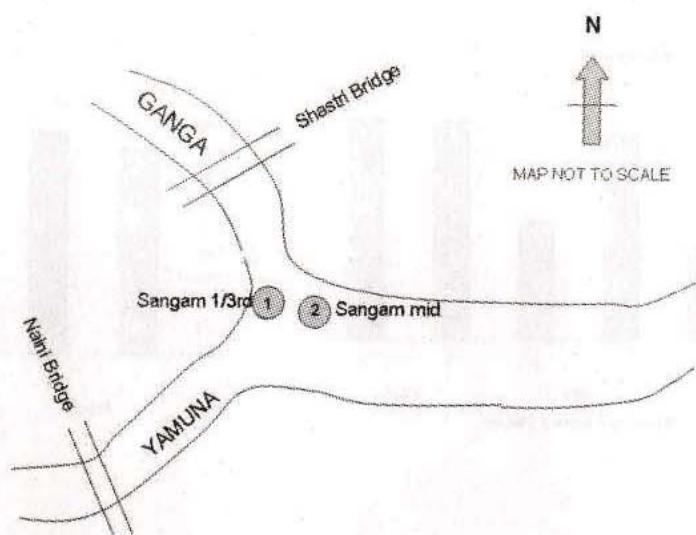 N
MAP NOT TO SCALE
GANGA
Shastri Bridge
Sangam 1/3rd
1
2
Sangam mid
Naini Bridge
YAMUNA